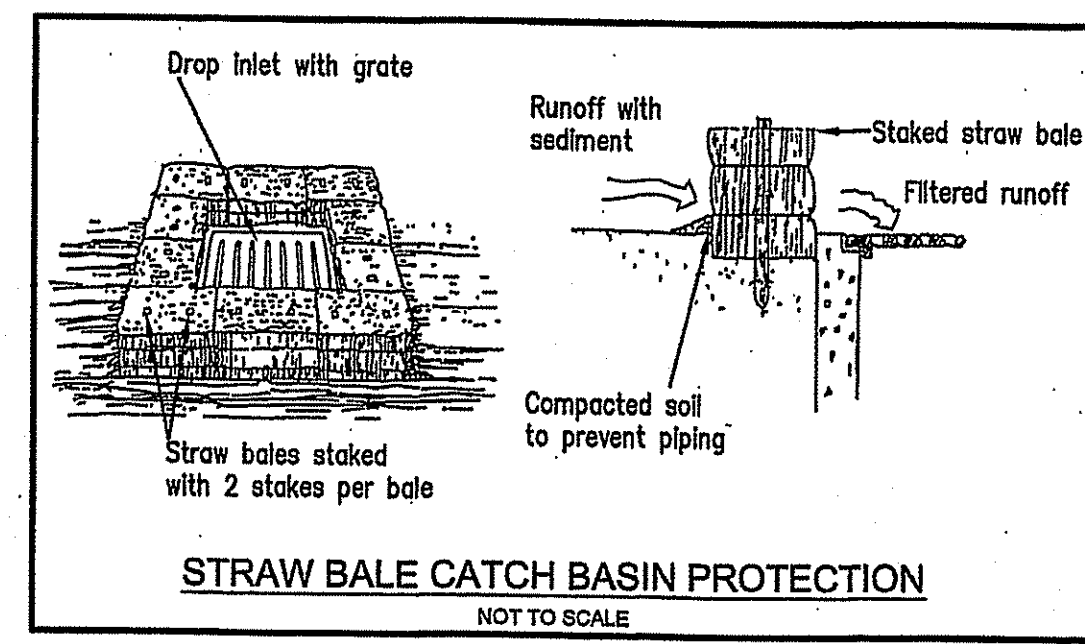 Drop inlet with grate
Runoff with
sediment
Staked straw bale
Filtered runoff
Compacted soil
to prevent piping
Straw bales staked
with 2 stakes per bale
STRAW BALE CATCH BASIN PROTECTION
NOT TO SCALE